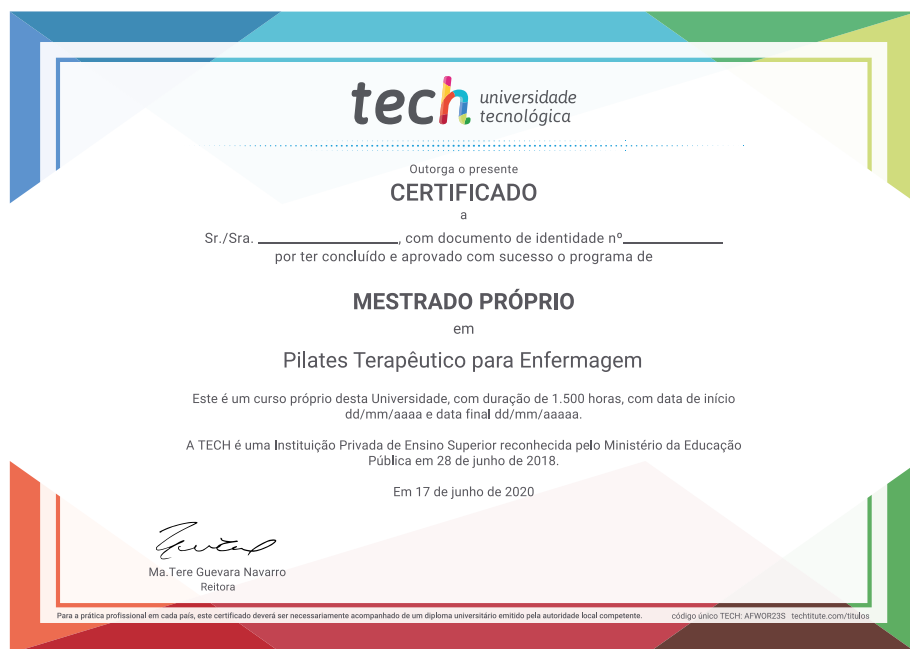 tech universidade
tecnológica
Outorga o presente
CERTIFICADO
a
Sr./Sra. ________________, com documento de identidade nº____________
por ter concluído e aprovado com sucesso o programa de
MESTRADO PRÓPRIO
em
Pilates Terapêutico para Enfermagem
Este é um curso próprio desta Universidade, com duração de 1.500 horas, com data de início
dd/mm/aaaa e data final dd/mm/aaaaa.
A TECH é uma Instituição Privada de Ensino Superior reconhecida pelo Ministério da Educação
Pública em 28 de junho de 2018.
Em 17 de junho de 2020
Ma.Tere Guevara Navarro
Reitora
Para a prática profissional em cada país, este certificado deverá ser necessariamente acompanhado de um diploma universitário emitido pela autoridade local competente. código único TECH: AFWOR23S techtitute.com/titulos